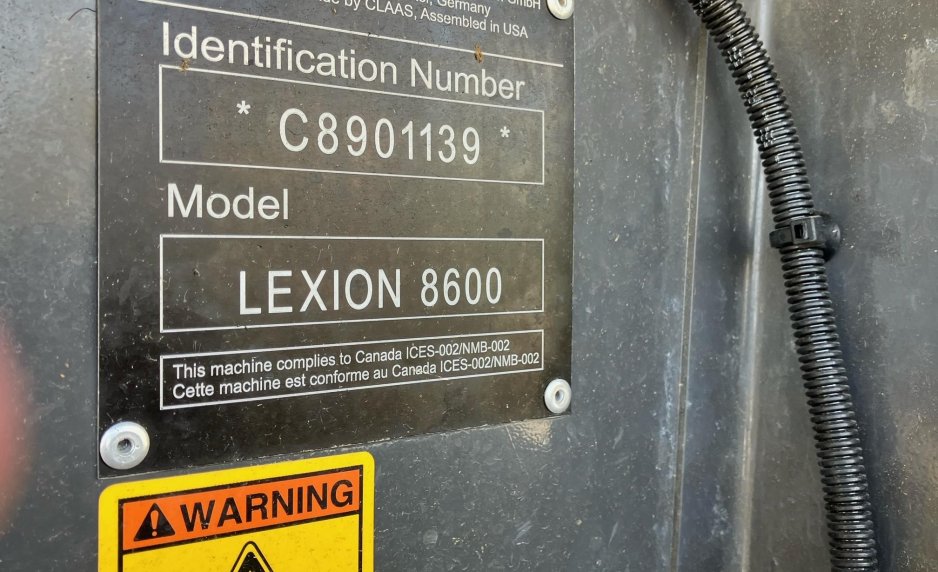 GmbH
, Germany
by CLAAS, Assembled in USA
Identification Number
* C8901139 *
Model
LEXION 8600
This machine complies to Canada ICES-002/NMB-002
Cette machine est conforme au Canada ICES-002/NMB-002
WARNING